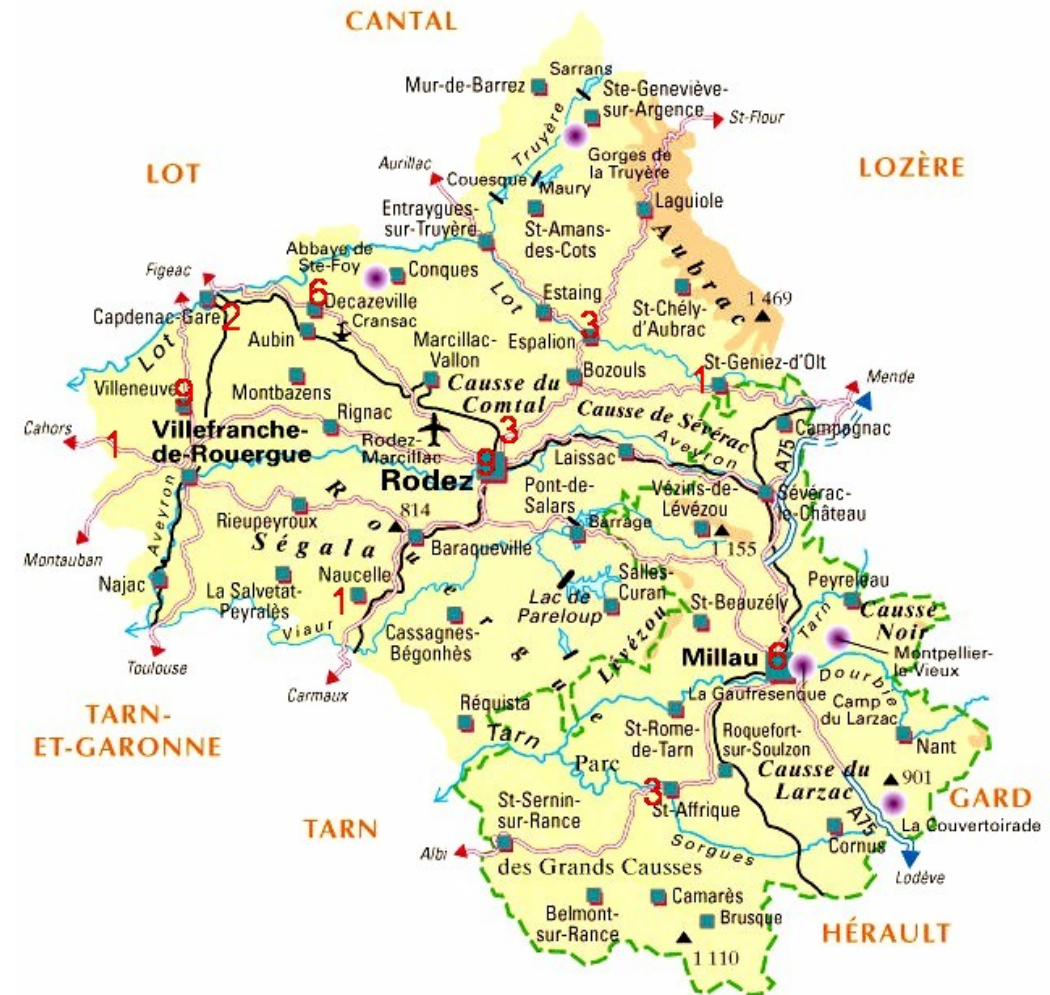 CANTAL
Sarrans
Mur-de-Barrez
Ste-Geneviève-
sur-Argence
St-Flour
Truyère
LOT
Aurillac
Gorges de
la Truyère
LOZÈRE
Couesque
Maury
Laguiole
Entraygues-
sur-Truyère
St-Amans-
des-Cots
Aubrac
Abbaye de
Ste-Foy
Conques
Figeac
6
Decazeville
Lot
Estaing
St-Chély-
d'Aubrac
1 469
Capdenac-Gare
2
Cransac
Aubin
Marcillac-
Vallon
Espalion
3
Lot
St-Geniez-d'Olt
1
Bozouls
Mende
Villeneuve
9
Montbazens
Causse du
Comtal
Causse de Sévérac
Rignac
Cahors
1
Villefranche-
de-Rouergue
Rodez-
Marcillac
3
Campagnac
A75
Aveyron
9
Rodez
Laissac
Pont-de-
Salars
Vézins-de-
Lévézou
Sévérac-
le-Château
Aveyron
Rieupeyroux
814
Rouergue
Ségala
Baraqueville
Barrage
1 155
Montauban
Najac
La Salvetat-
Peyralès
Naucelle
1
Salles-
Curan
Peyreleau
Lac de
Pareloup
St-Beauzély
Tarn
Causse
Noir
Viaur
Cassagnes-
Bégonhès
Lévézou
Millau
6
Montpellier-
le-Vieux
Toulouse
Carmaux
La Gaufresenque
Dourbie
Camp
du Larzac
TARN-
ET-GARONNE
Réquista
Tarn
St-Rome-
de-Tarn
Roquefort-
sur-Soulzon
Nant
Parc
Causse du
Larzac
901
GARD
3
St-Affrique
TARN
St-Sernin-
sur-Rance
A75
La Couvertoirade
Albi
Sorgues
Cornus
des Grands Causses
Lodève
Belmont-
sur-Rance
Camarès
Brusque
HÉRAULT
1 110